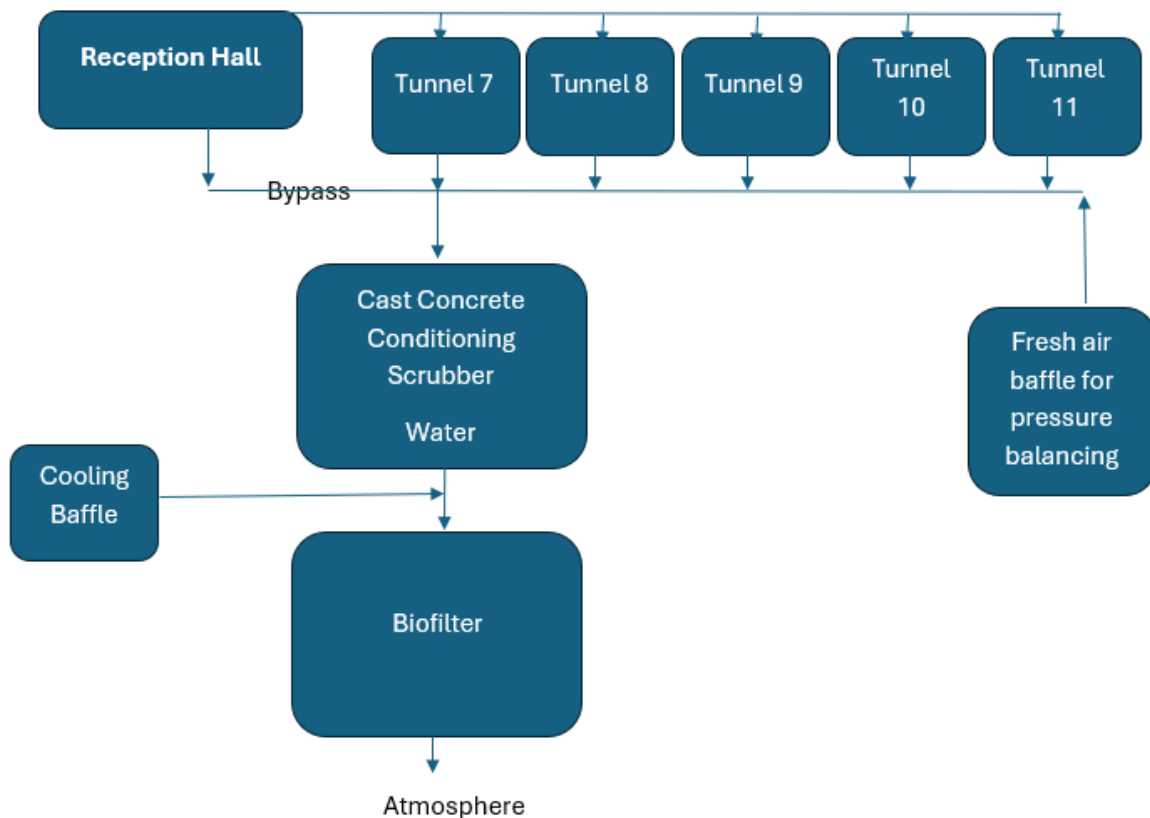 Reception Hall
Tunnel 7
Tunnel 8
Tunnel 9
Tunnel
10
Tunnel
11
Bypass
Cast Concrete
Conditioning
Scrubber
Water
Fresh air
baffle for
pressure
balancing
Cooling
Baffle
Biofilter
Atmosphere